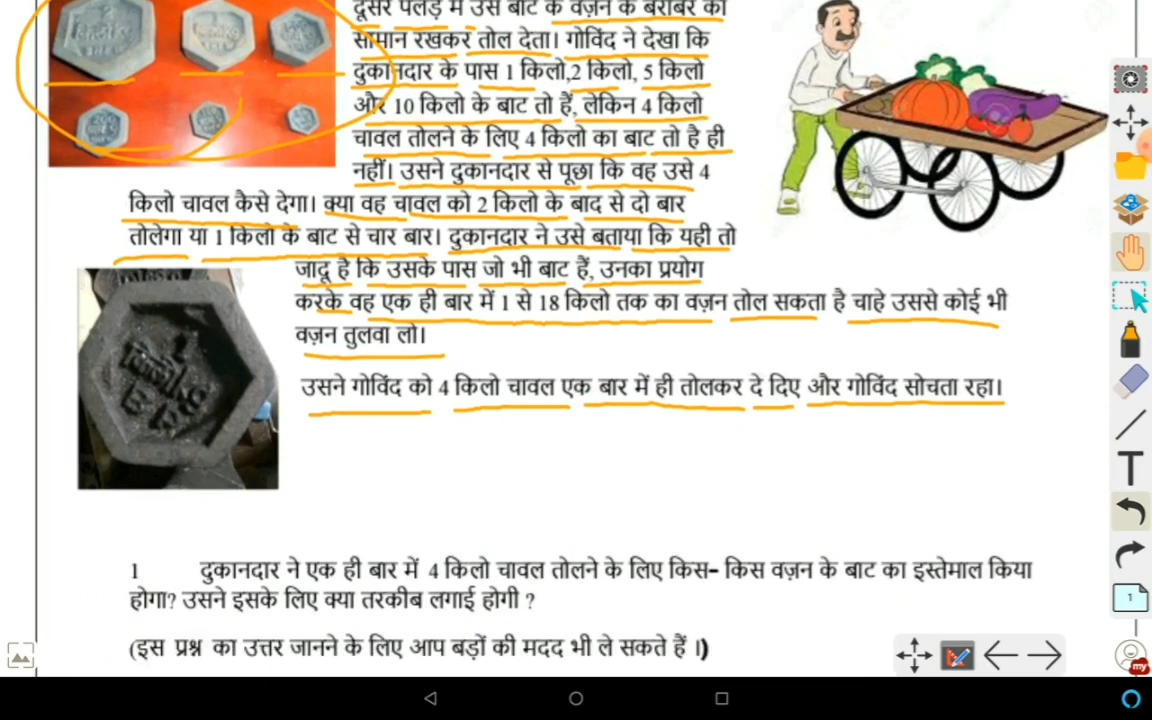 दूसरे पलड़े में उस बाट के वज़न के बराबर का
सामान रखकर तोल देता। गोविंद ने देखा कि
दुकानदार के पास 1 किलो,2 किलो, 5 किलो
और 10 किलो के बाट तो हैं, लेकिन 4 किलो
चावल तोलने के लिए 4 किलो का बाट तो है ही
नहीं। उसने दुकानदार से पूछा कि वह उसे 4
किलो चावल कैसे देगा। क्या वह चावल को 2 किलो के बाद से दो बार
तोलेगा या 1 किलो के बाट से चार बार। दुकानदार ने उसे बताया कि यही तो
जादू है कि उसके पास जो भी बाट हैं, उनका प्रयोग
करके वह एक ही बार में 1 से 18 किलो तक का वज़न तोल सकता है चाहे उससे कोई भी
वज़न तुलवा लो।
किलो
उसने गोविंद को 4 किलो चावल एक बार में ही तोलकर दे दिए और गोविंद सोचता रहा।
1 दुकानदार ने एक ही बार में 4 किलो चावल तोलने के लिए किस- किस वज़न के बाट का इस्तेमाल किया
होगा? उसने इसके लिए क्या तरकीब लगाई होगी ?
(इस प्रश्न का उत्तर जानने के लिए आप बड़ों की मदद भी ले सकते हैं ।)
T
1
my